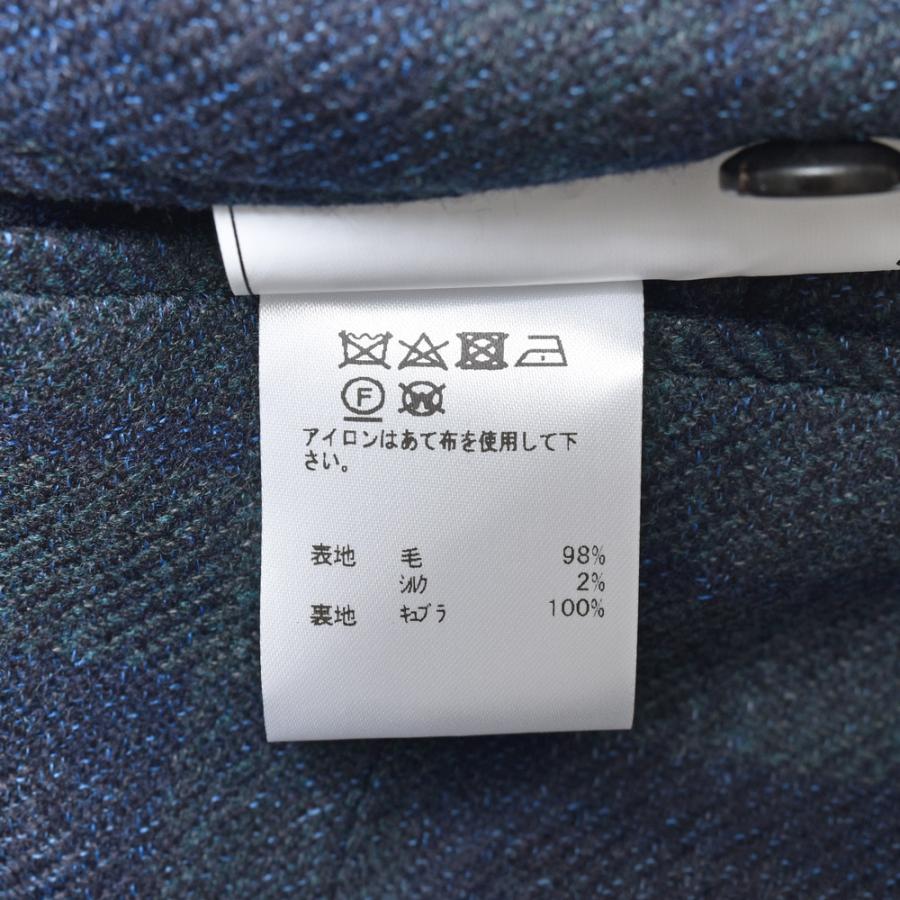 F W
アイロンはあて布を使用して下
さい。
表地 毛 98%
シルク 2%
裏地 キュプラ 100%